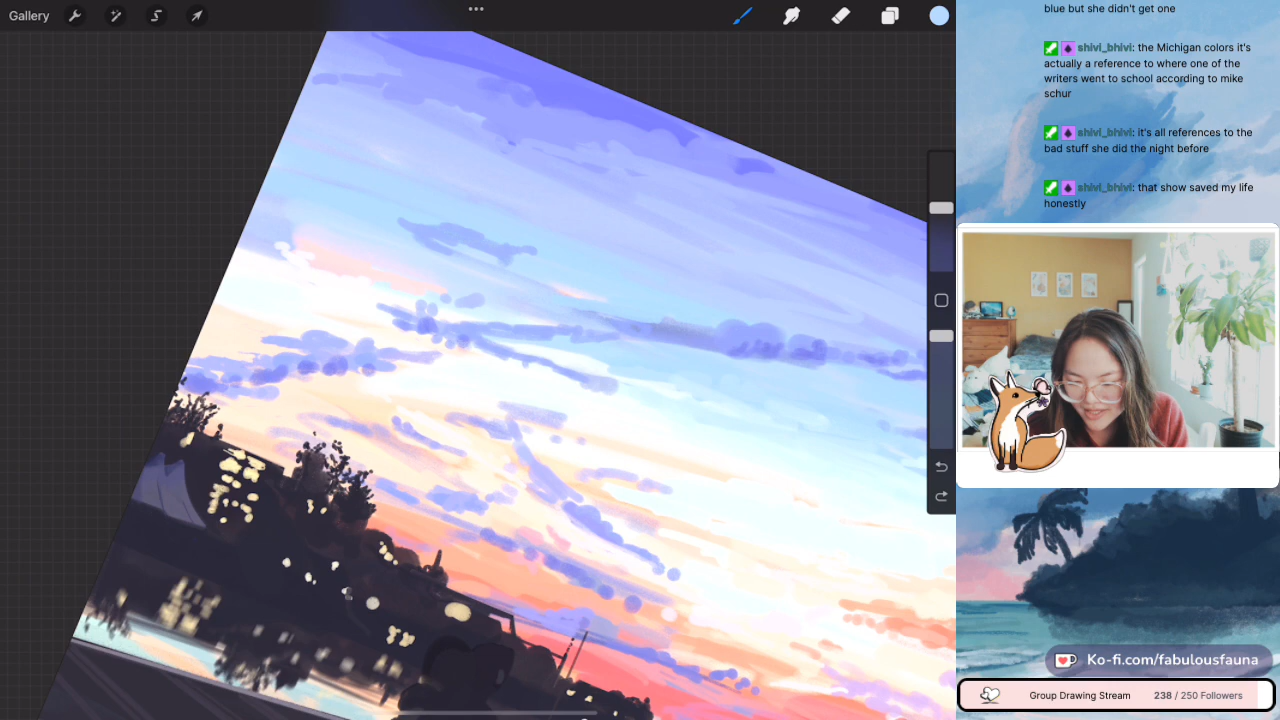 Gallery
blue but she didn't get one
shivi_bhivi: the Michigan colors it's
actually a reference to where one of the
writers went to school according to mike
schur
shivi_bhivi: it's all references to the
bad stuff she did the night before
shivi_bhivi: that show saved my life
honestly
Ko-fi.com/fabulousfauna
Group Drawing Stream 238 / 250 Followers